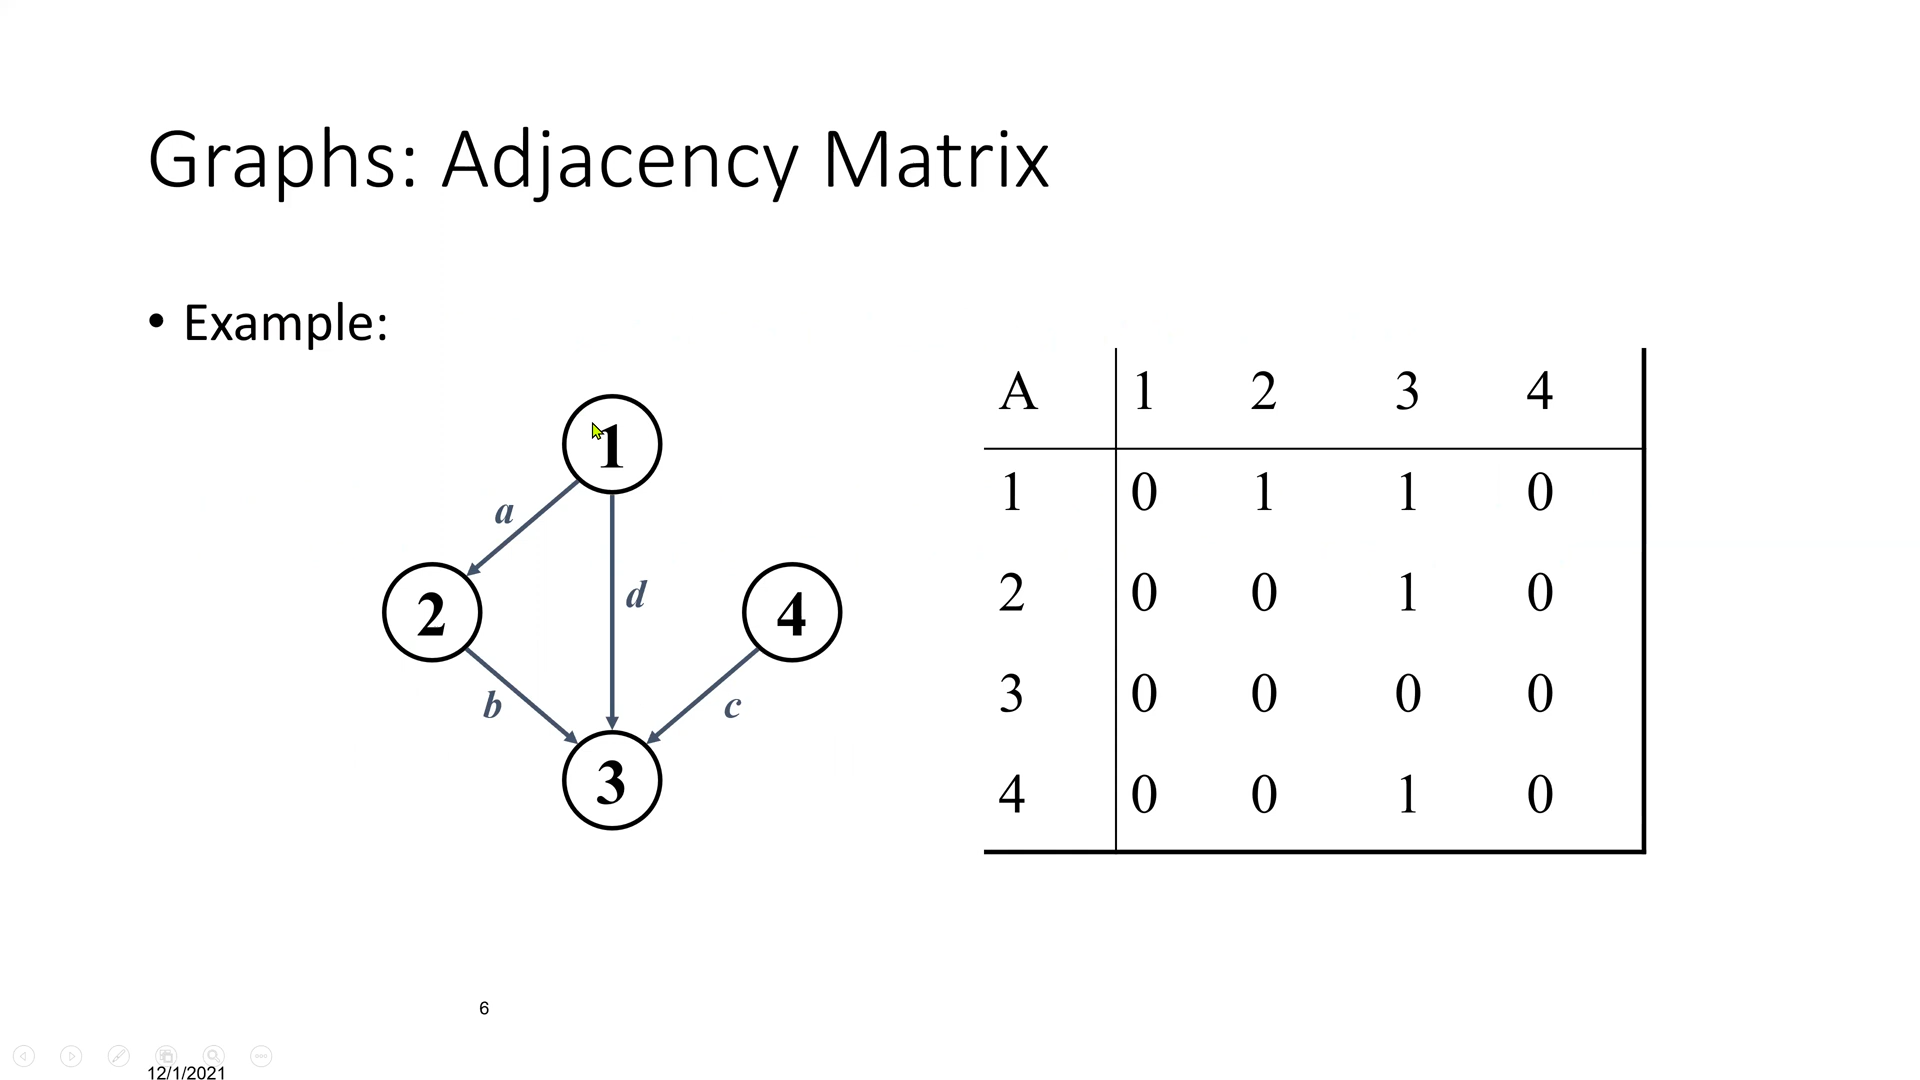 Graphs: Adjacency Matrix
• Example:
1
a
d
2
4
b
c
3
A 1 2 3 4
1 0 1 1 0
2 0 0 1 0
3 0 0 0 0
4 0 0 1 0
6
12/1/2021